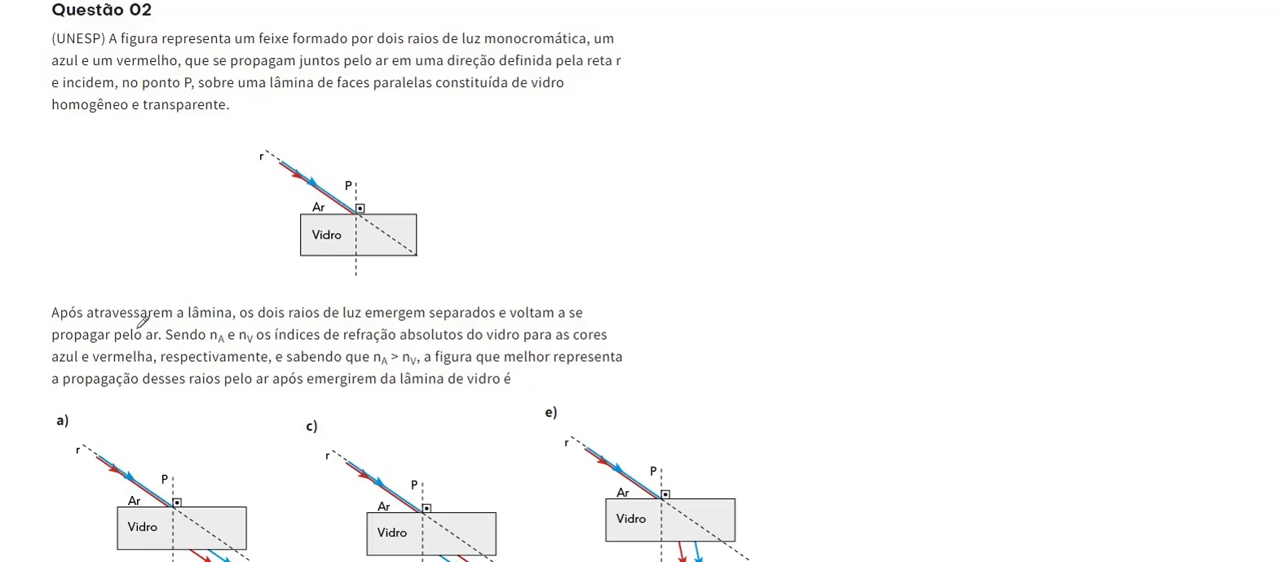 Questão 02
(UNESP) A figura representa um feixe formado por dois raios de luz monocromática, um
azul e um vermelho, que se propagam juntos pelo ar em uma direção definida pela reta r
e incidem, no ponto P, sobre uma lâmina de faces paralelas constituída de vidro
homogêneo e transparente.
r
P
Ar
Vidro
Após atravessarem a lâmina, os dois raios de luz emergem separados e voltam a se
propagar pelo ar. Sendo nA e nV os índices de refração absolutos do vidro para as cores
azul e vermelha, respectivamente, e sabendo que nA > nV, a figura que melhor representa
a propagação desses raios pelo ar após emergirem da lâmina de vidro é
a)
r
P
Ar
Vidro
c)
r
P
Ar
Vidro
e)
r
P
Ar
Vidro